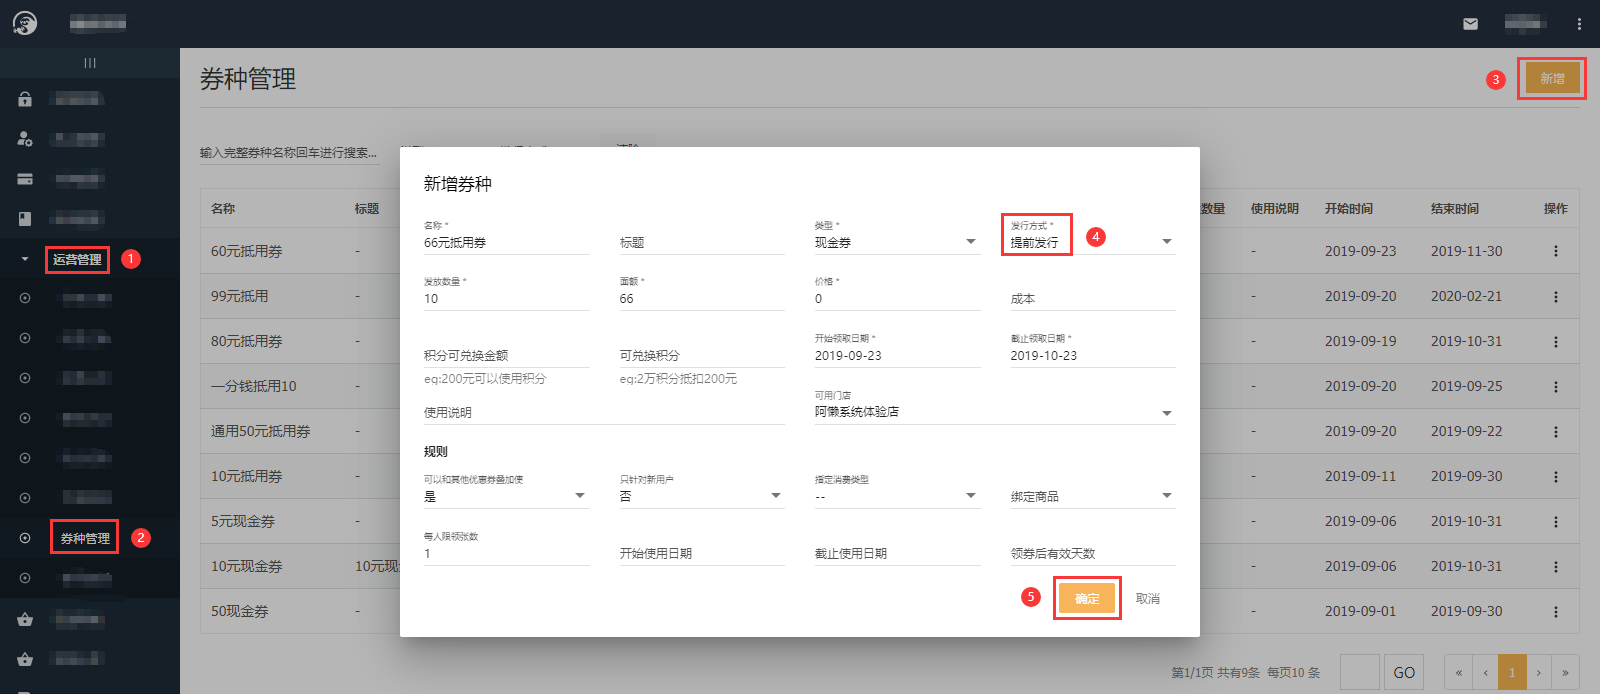 券种管理
3
新增
输入完整券种名称回车进行搜索...
名称
标题
数量
使用说明
开始时间
结束时间
操作
60元抵用券
-
-
2019-09-23
2019-11-30
99元抵用
-
-
2019-09-20
2020-02-21
80元抵用券
-
-
2019-09-19
2019-10-31
一分钱抵用10
-
-
2019-09-20
2019-09-25
通用50元抵用券
-
-
2019-09-20
2019-09-22
10元抵用券
-
-
2019-09-11
2019-09-30
5元现金券
-
-
2019-09-06
2019-10-31
10元现金券
10元现
-
2019-09-06
2019-10-31
50现金券
-
-
2019-09-01
2019-09-30
第1/1页 共有9条 每页10 条
GO
«
‹
1
›
»
运营管理
1
券种管理
2
新增券种
名称 *
66元抵用券
标题
类型 *
现金券
发行方式 *
提前发行
4
发放数量 *
10
面额 *
66
价格 *
0
成本
积分可兑换金额
eg:200元可以使用积分
可兑换积分
eg:2万积分抵扣200元
开始领取日期 *
2019-09-23
截止领取日期 *
2019-10-23
使用说明
可用门店
阿懒系统体验店
规则
可以和其他优惠券叠加使
是
只针对新用户
否
指定消费类型
--
绑定商品
每人限领张数
1
开始使用日期
截止使用日期
领券后有效天数
5
确定
取消